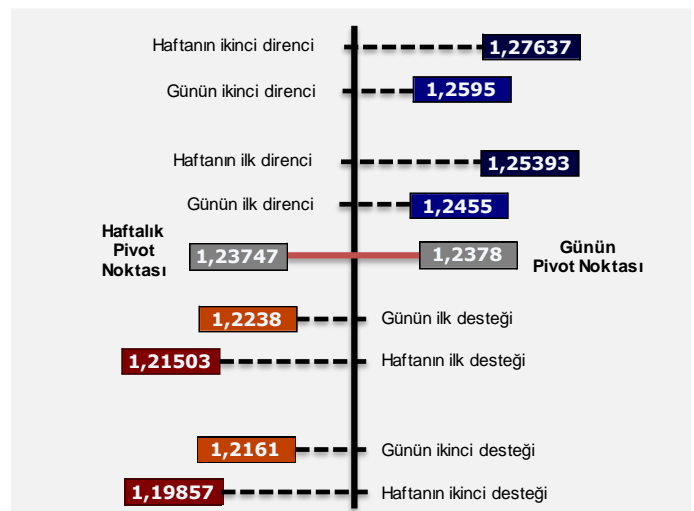 Haftanın ikinci direnci
1,27637
Günün ikinci direnci
1,2595
Haftanın ilk direnci
1,25393
Günün ilk direnci
1,2455
Haftalık
Pivot
Noktası
1,23747
1,2378
Günün
Pivot Noktası
1,2238
Günün ilk desteği
1,21503
Haftanın ilk desteği
1,2161
Günün ikinci desteği
1,19857
Haftanın ikinci desteği